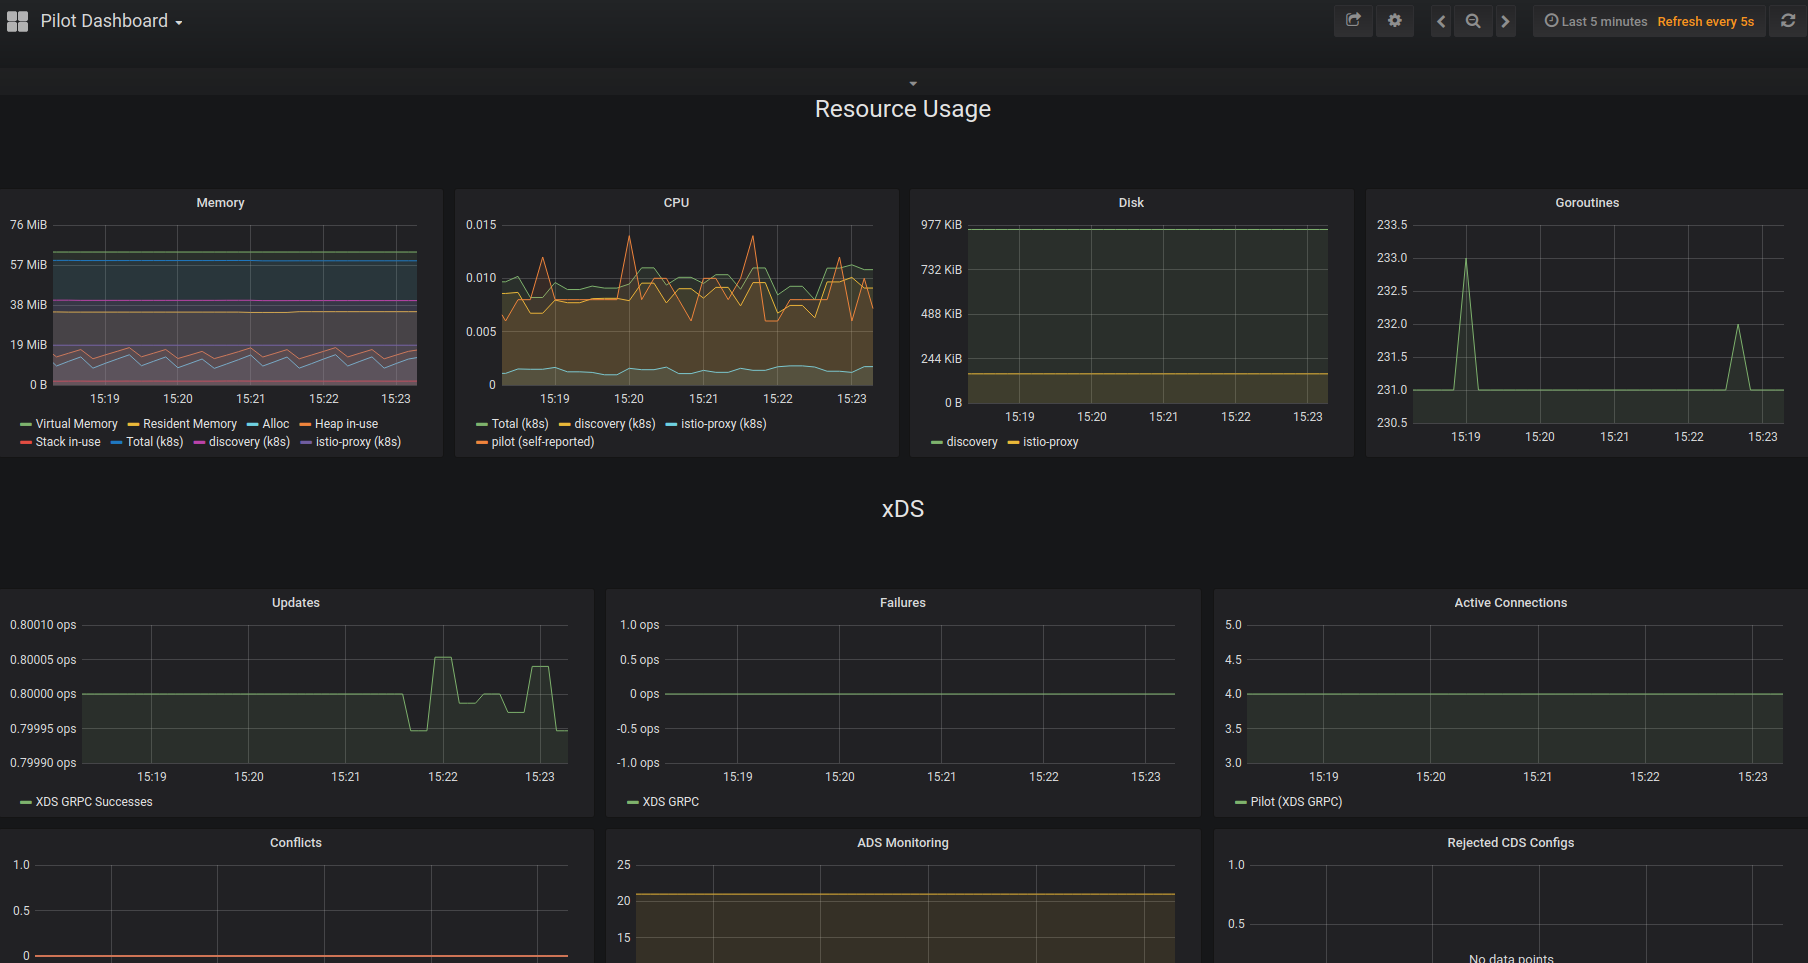 Pilot Dashboard
Last 5 minutes Refresh every 5s
Resource Usage
Memory
76 MiB
57 MiB
38 MiB
19 MiB
0 B
15:19 15:20 15:21 15:22 15:23
Virtual Memory Resident Memory Alloc Heap in-use
Stack in-use Total (k8s) discovery (k8s) istio-proxy (k8s)
CPU
0.015
0.010
0.005
0
15:19 15:20 15:21 15:22 15:23
Total (k8s) discovery (k8s) istio-proxy (k8s)
pilot (self-reported)
Disk
977 KiB
732 KiB
488 KiB
244 KiB
0 B
15:19 15:20 15:21 15:22 15:23
discovery istio-proxy
Goroutines
233.5
233.0
232.5
232.0
231.5
231.0
230.5
15:19 15:20 15:21 15:22 15:23
xDS
Updates
0.80010 ops
0.80005 ops
0.80000 ops
0.79995 ops
0.79990 ops
15:19 15:20 15:21 15:22 15:23
XDS GRPC Successes
Failures
1.0 ops
0.5 ops
0 ops
-0.5 ops
-1.0 ops
15:19 15:20 15:21 15:22 15:23
XDS GRPC
Active Connections
5.0
4.5
4.0
3.5
3.0
15:19 15:20 15:21 15:22 15:23
Pilot (XDS GRPC)
Conflicts
1.0
0.5
0
ADS Monitoring
25
20
15
Rejected CDS Configs
1.0
0.5
No data points